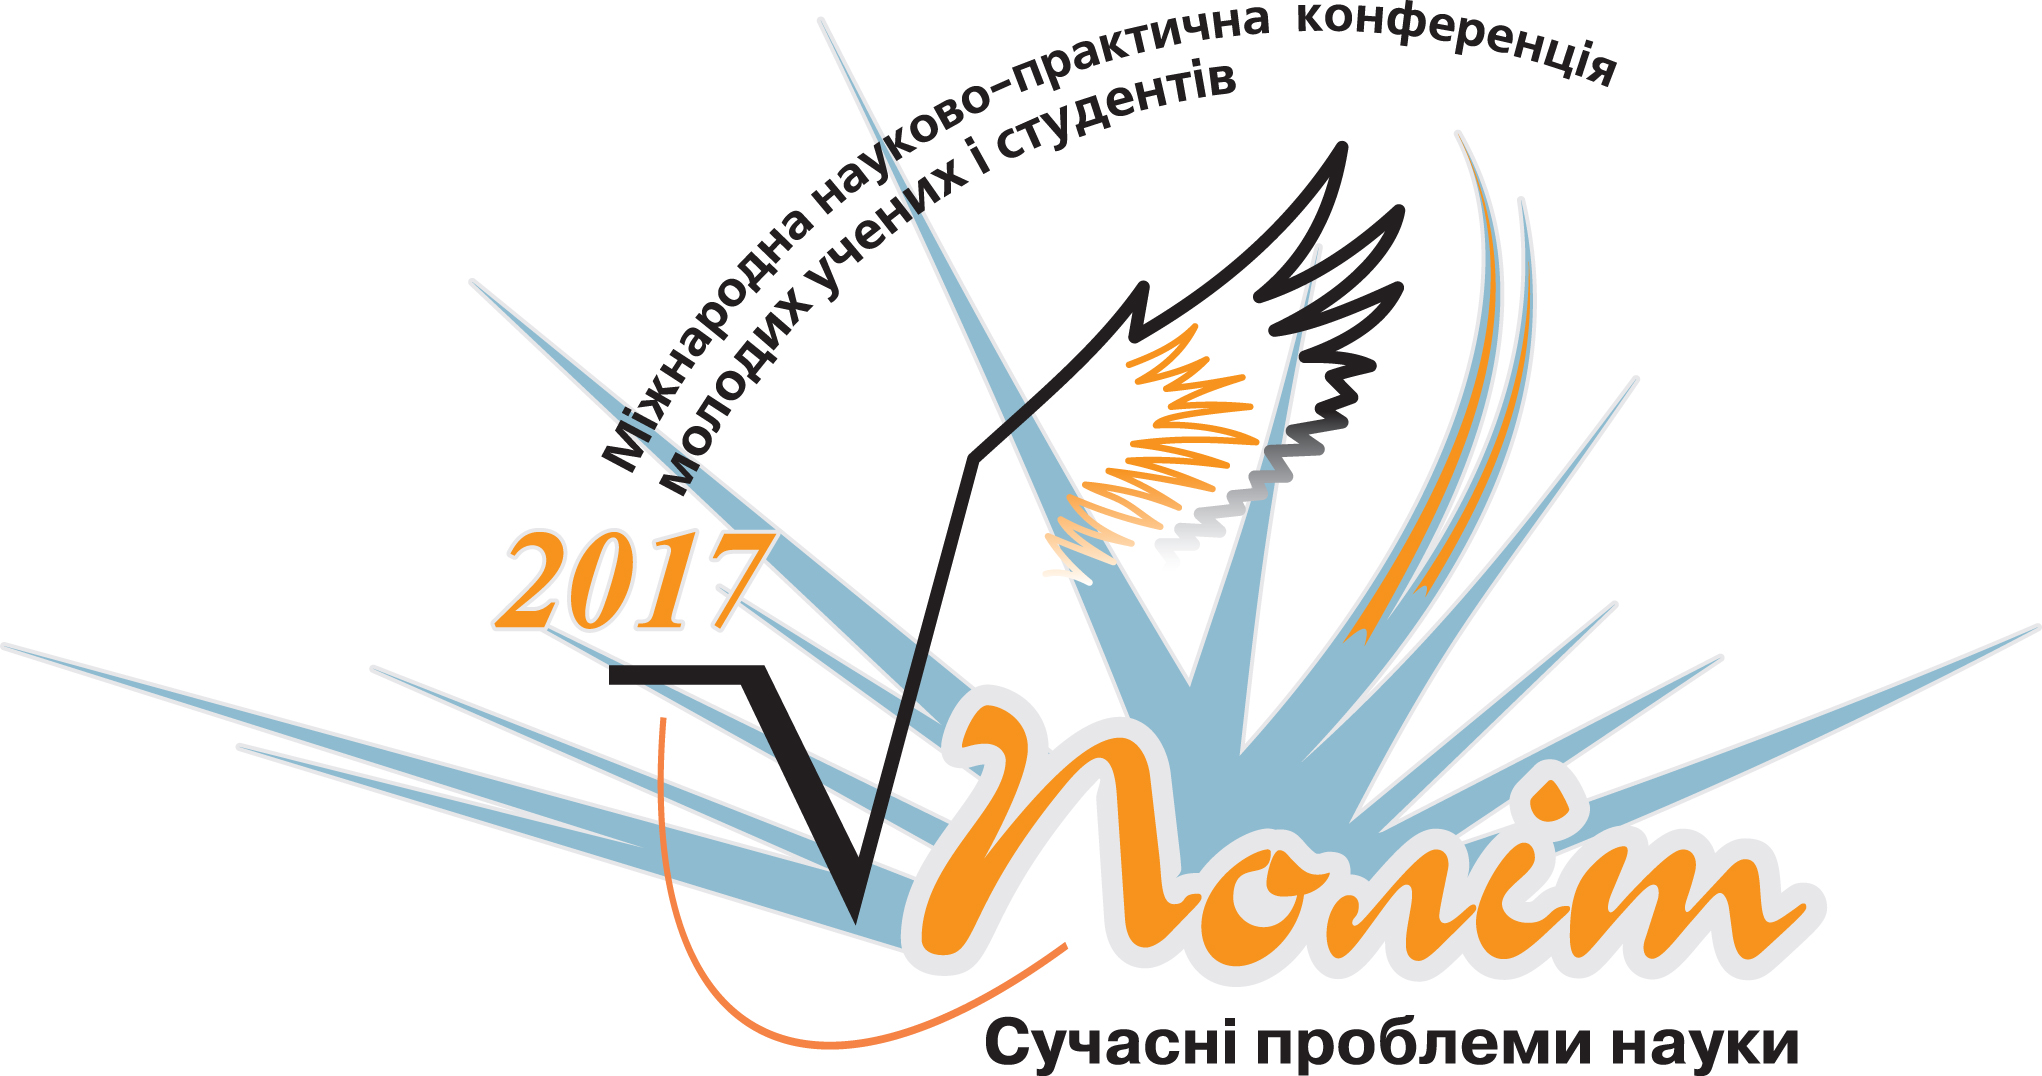 Міжнародна науково–практична конференція
молодих учених і студентів
2017
Політ
Сучасні проблеми науки